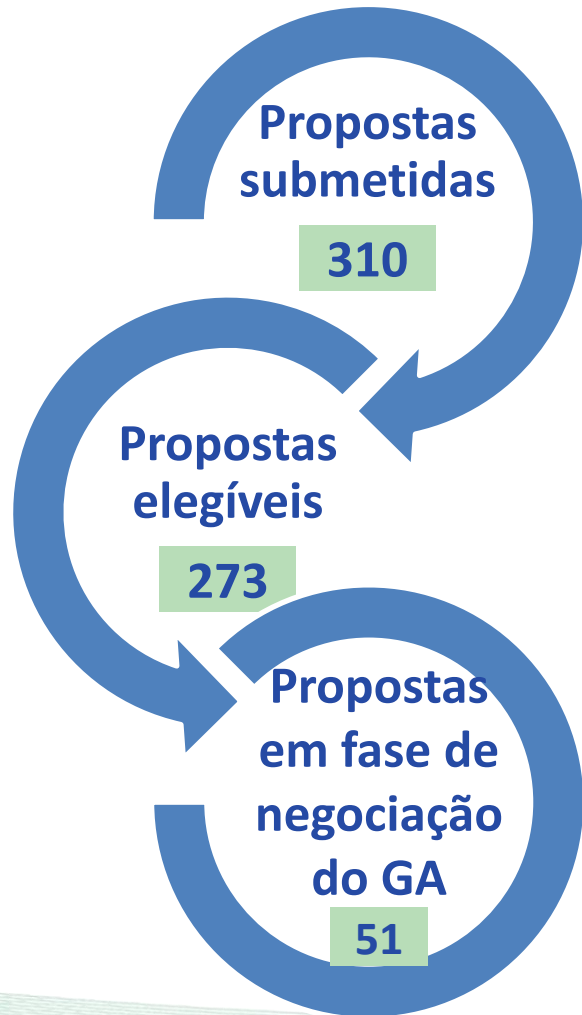 Propostas
submetidas
310
Propostas
elegíveis
273
Propostas
em fase de
negociação
do GA
51